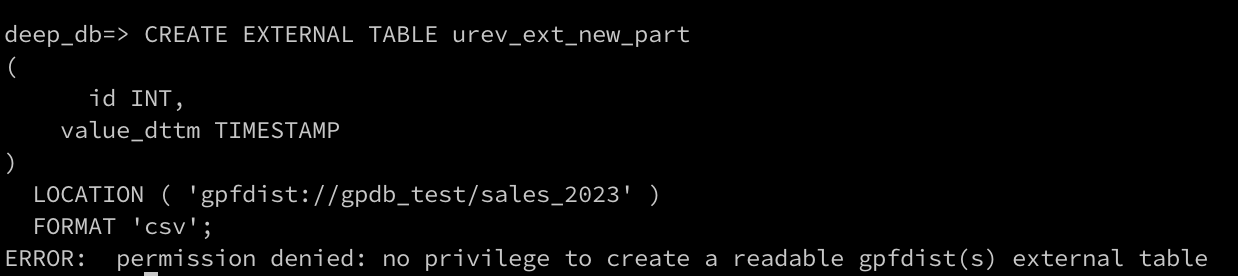 deep_db=> CREATE EXTERNAL TABLE urev_ext_new_part
(
      id INT,
    value_dttm TIMESTAMP
)
  LOCATION ( 'gpfdist://gpdb_test/sales_2023' )
  FORMAT 'csv';
ERROR:  permission denied: no privilege to create a readable gpfdist(s) external table